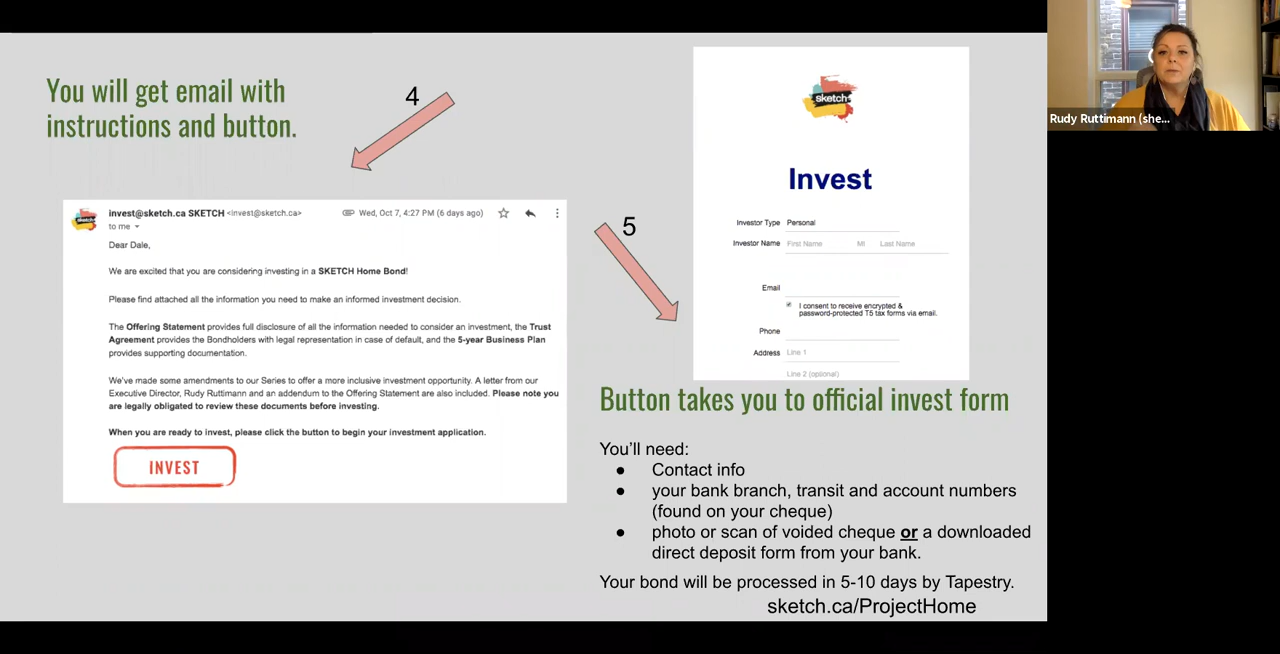 You will get email with
instructions and button.
4
invest@sketch.ca SKETCH <invest@sketch.ca>
Wed, Oct 7, 4:27 PM (6 days ago)
to me
Dear Dale,
We are excited that you are considering investing in a SKETCH Home Bond!
Please find attached all the information you need to make an informed investment decision.
The Offering Statement provides full disclosure of all the information needed to consider an investment, the Trust
Agreement provides the Bondholders with legal representation in case of default, and the 5-year Business Plan
provides supporting documentation.
We've made some amendments to our Series to offer a more inclusive investment opportunity. A letter from our
Executive Director, Rudy Ruttimann and an addendum to the Offering Statement are also included. Please note you
are legally obligated to review these documents before investing.
When you are ready to invest, please click the button to begin your investment application.
INVEST
5
sketch
Invest
Investor Type Personal
Investor Name First Name MI Last Name
Email
I consent to receive encrypted &
password-protected T5 tax forms via email.
Phone
Address Line 1
Line 2 (optional)
Button takes you to official invest form
You'll need:
● Contact info
● your bank branch, transit and account numbers
(found on your cheque)
● photo or scan of voided cheque or a downloaded
direct deposit form from your bank.
Your bond will be processed in 5-10 days by Tapestry.
sketch.ca/ProjectHome
Rudy Ruttimann (she...